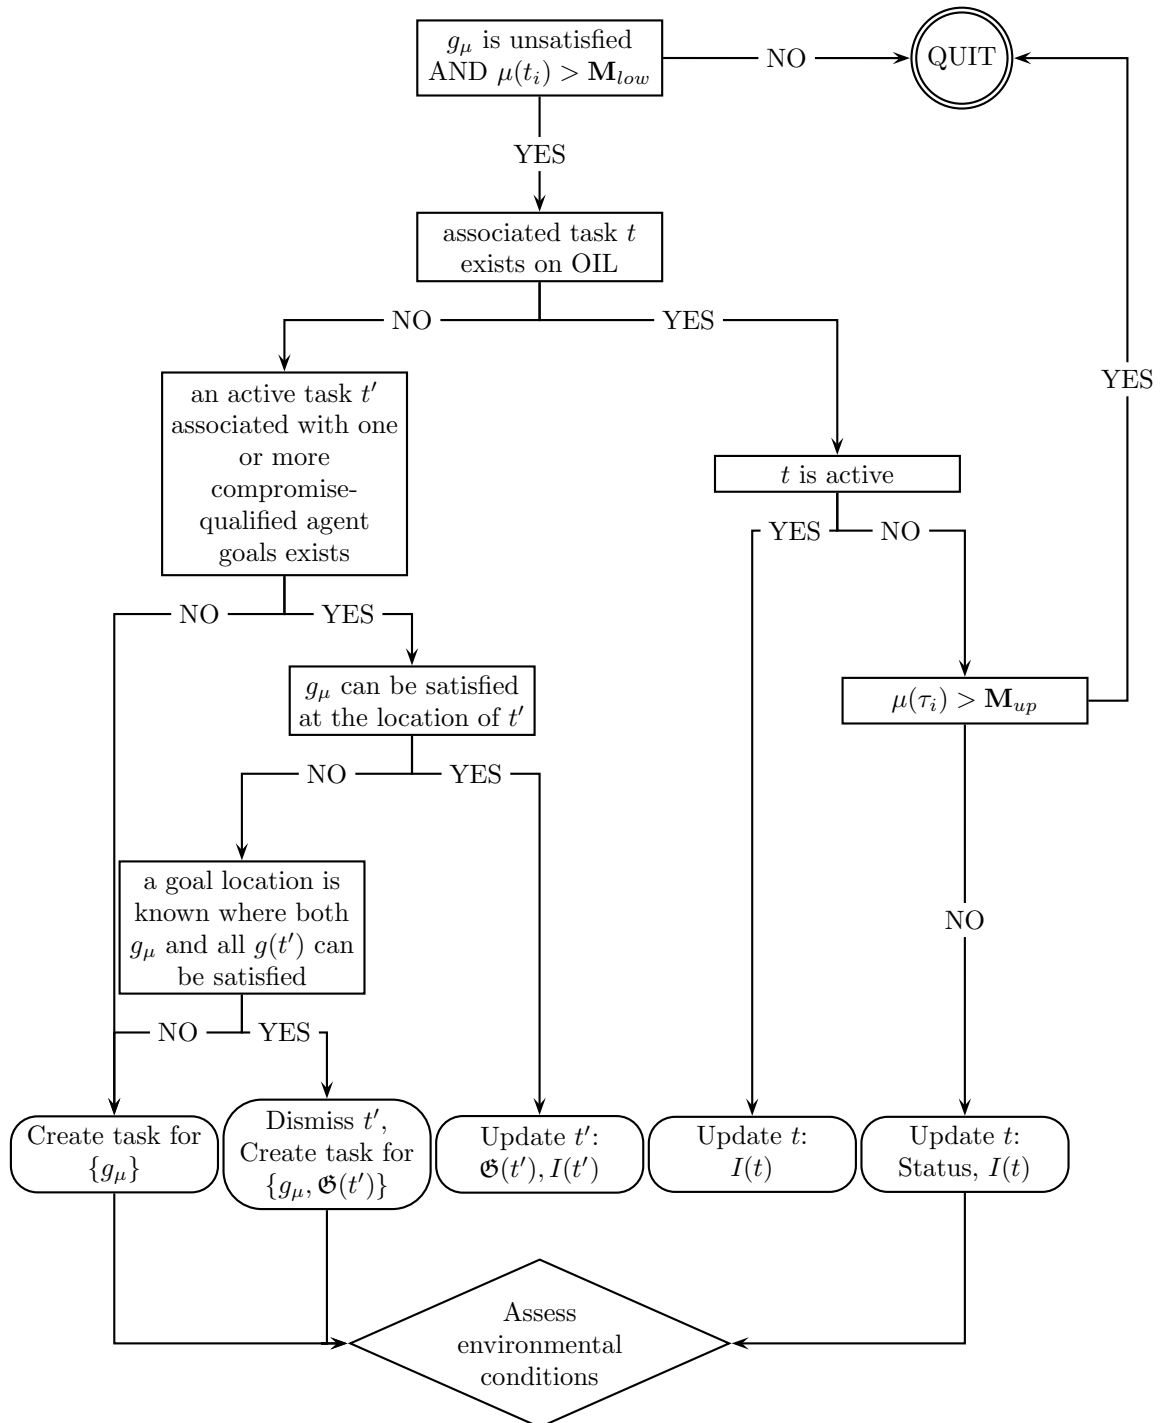 g_μ is unsatisfied
AND μ(t_i) > M_low
NO
QUIT
YES
associated task t
exists on OIL
NO
YES
an active task t′
associated with one
or more
compromise-
qualified agent
goals exists
YES
t is active
YES
NO
NO
YES
g_μ can be satisfied
at the location of t′
μ(τ_i) > M_up
NO
YES
a goal location is
known where both
g_μ and all g(t′) can
be satisfied
NO
NO
YES
Create task for
{g_μ}
Dismiss t′,
Create task for
{g_μ, 𝕲(t′)}
Update t′:
𝕲(t′), I(t′)
Update t:
I(t)
Update t:
Status, I(t)
Assess
environmental
conditions